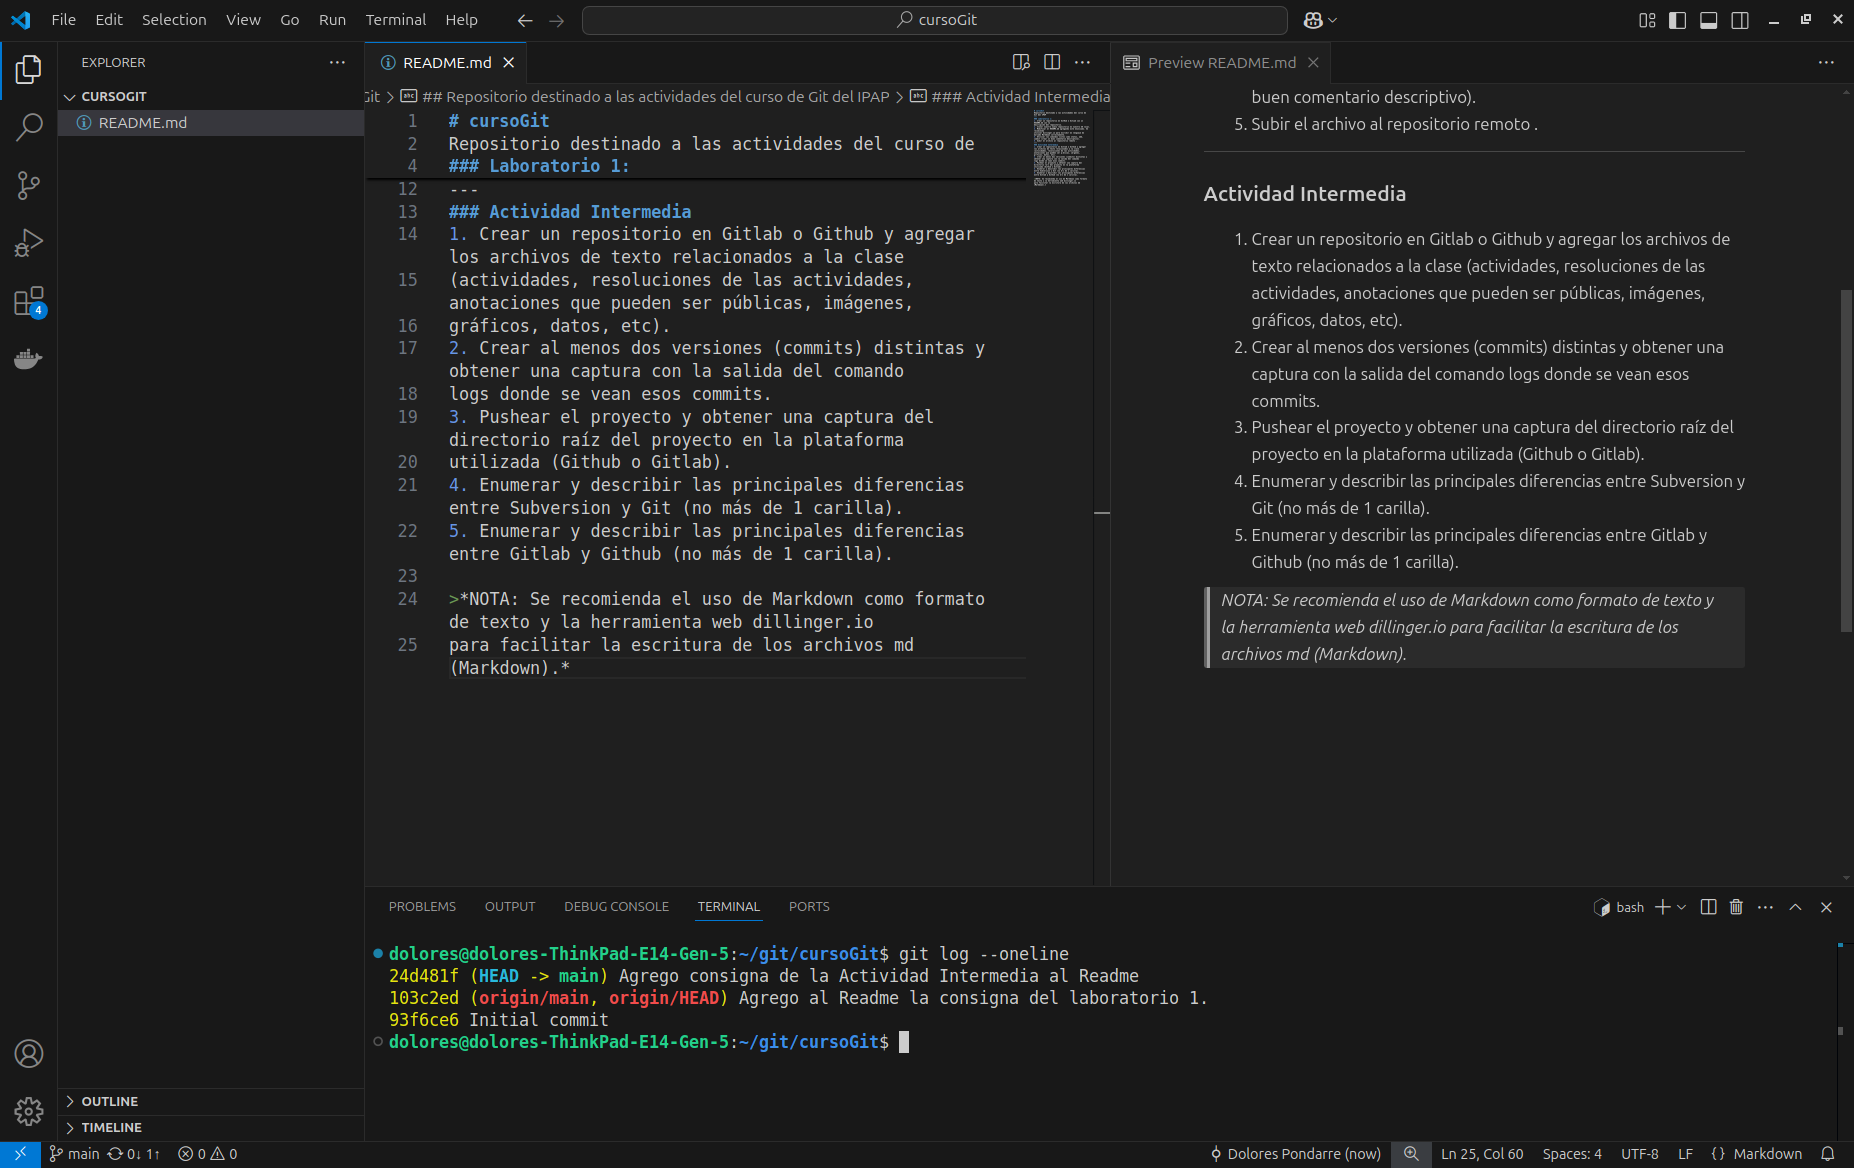 File Edit Selection View Go Run Terminal Help
cursoGit
EXPLORER
CURSOGIT
README.md
4
OUTLINE
TIMELINE
README.md
Git > ## Repositorio destinado a las actividades del curso de Git del IPAP > ### Actividad Intermedia
1 # cursoGit
2 Repositorio destinado a las actividades del curso de
4 ### Laboratorio 1:
12 ---
13 ### Actividad Intermedia
14 1. Crear un repositorio en Gitlab o Github y agregar
los archivos de texto relacionados a la clase
15 (actividades, resoluciones de las actividades,
anotaciones que pueden ser públicas, imágenes,
16 gráficos, datos, etc).
17 2. Crear al menos dos versiones (commits) distintas y
obtener una captura con la salida del comando
18 logs donde se vean esos commits.
19 3. Pushear el proyecto y obtener una captura del
directorio raíz del proyecto en la plataforma
20 utilizada (Github o Gitlab).
21 4. Enumerar y describir las principales diferencias
entre Subversion y Git (no más de 1 carilla).
22 5. Enumerar y describir las principales diferencias
entre Gitlab y Github (no más de 1 carilla).
23
24 >*NOTA: Se recomienda el uso de Markdown como formato
de texto y la herramienta web dillinger.io
25 para facilitar la escritura de los archivos md
(Markdown).*
Preview README.md
buen comentario descriptivo).
5. Subir el archivo al repositorio remoto .
Actividad Intermedia
1. Crear un repositorio en Gitlab o Github y agregar los archivos de
texto relacionados a la clase (actividades, resoluciones de las
actividades, anotaciones que pueden ser públicas, imágenes,
gráficos, datos, etc).
2. Crear al menos dos versiones (commits) distintas y obtener una
captura con la salida del comando logs donde se vean esos
commits.
3. Pushear el proyecto y obtener una captura del directorio raíz del
proyecto en la plataforma utilizada (Github o Gitlab).
4. Enumerar y describir las principales diferencias entre Subversion y
Git (no más de 1 carilla).
5. Enumerar y describir las principales diferencias entre Gitlab y
Github (no más de 1 carilla).
NOTA: Se recomienda el uso de Markdown como formato de texto y
la herramienta web dillinger.io para facilitar la escritura de los
archivos md (Markdown).
PROBLEMS OUTPUT DEBUG CONSOLE TERMINAL PORTS
bash
dolores@dolores-ThinkPad-E14-Gen-5:~/git/cursoGit$ git log --oneline
24d481f (HEAD -> main) Agrego consigna de la Actividad Intermedia al Readme
103c2ed (origin/main, origin/HEAD) Agrego al Readme la consigna del laboratorio 1.
93f6ce6 Initial commit
dolores@dolores-ThinkPad-E14-Gen-5:~/git/cursoGit$
main 0↓ 1↑ 0 0 Dolores Pondarre (now) Ln 25, Col 60 Spaces: 4 UTF-8 LF {} Markdown